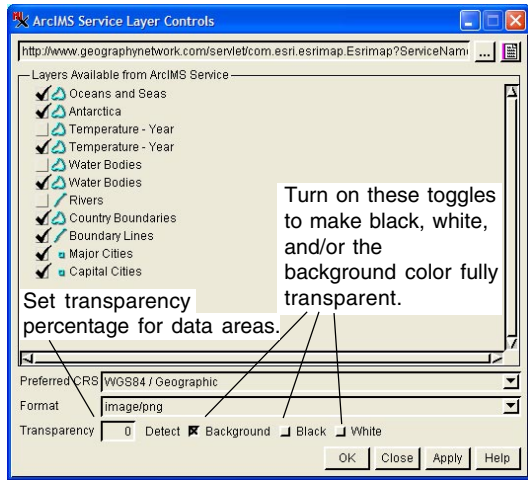 ArcIMS Service Layer Controls
http://www.geographynetwork.com/servlet/com.esri.esrimap.Esrimap?ServiceName ...
Layers Available from ArcIMS Service
Oceans and Seas
Antarctica
Temperature - Year
Temperature - Year
Water Bodies
Water Bodies
Rivers
Country Boundaries
Boundary Lines
Major Cities
Capital Cities
Turn on these toggles
to make black, white,
and/or the
background color fully
transparent.
Set transparency
percentage for data areas.
Preferred CRS WGS84 / Geographic
Format image/png
Transparency 0 Detect Background Black White
OK Close Apply Help